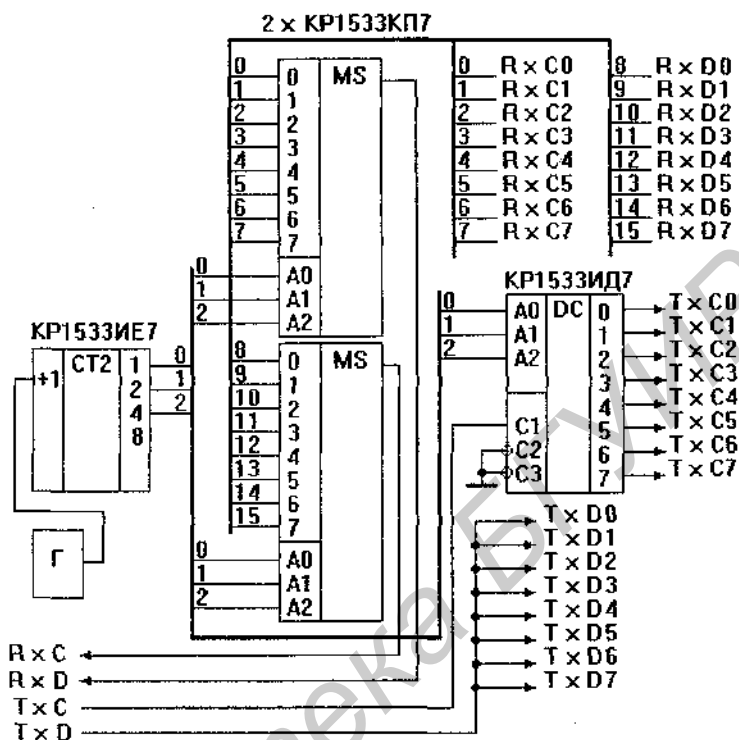 2 x КР1533КП7
0 0 MS
1 1
2 2
3 3
4 4
5 5
6 6
7 7
0 A0
1 A1
2 A2
8 0 MS
9 1
10 2
11 3
12 4
13 5
14 6
15 7
0 A0
1 A1
2 A2
0 RxC0
1 RxC1
2 RxC2
3 RxC3
4 RxC4
5 RxC5
6 RxC6
7 RxC7
8 RxD0
9 RxD1
10 RxD2
11 RxD3
12 RxD4
13 RxD5
14 RxD6
15 RxD7
КР1533ИЕ7
+1 CT2 1 0
2 1
4 2
8
Г
КР1533ИД7
0 A0 DC 0 TxC0
1 A1 1 TxC1
2 A2 2 TxC2
3 TxC3
4 TxC4
C1 5 TxC5
C2 6 TxC6
C3 7 TxC7
TxD0
TxD1
TxD2
TxD3
TxD4
TxD5
TxD6
TxD7
RxC
RxD
TxC
TxD
тека БГУИР